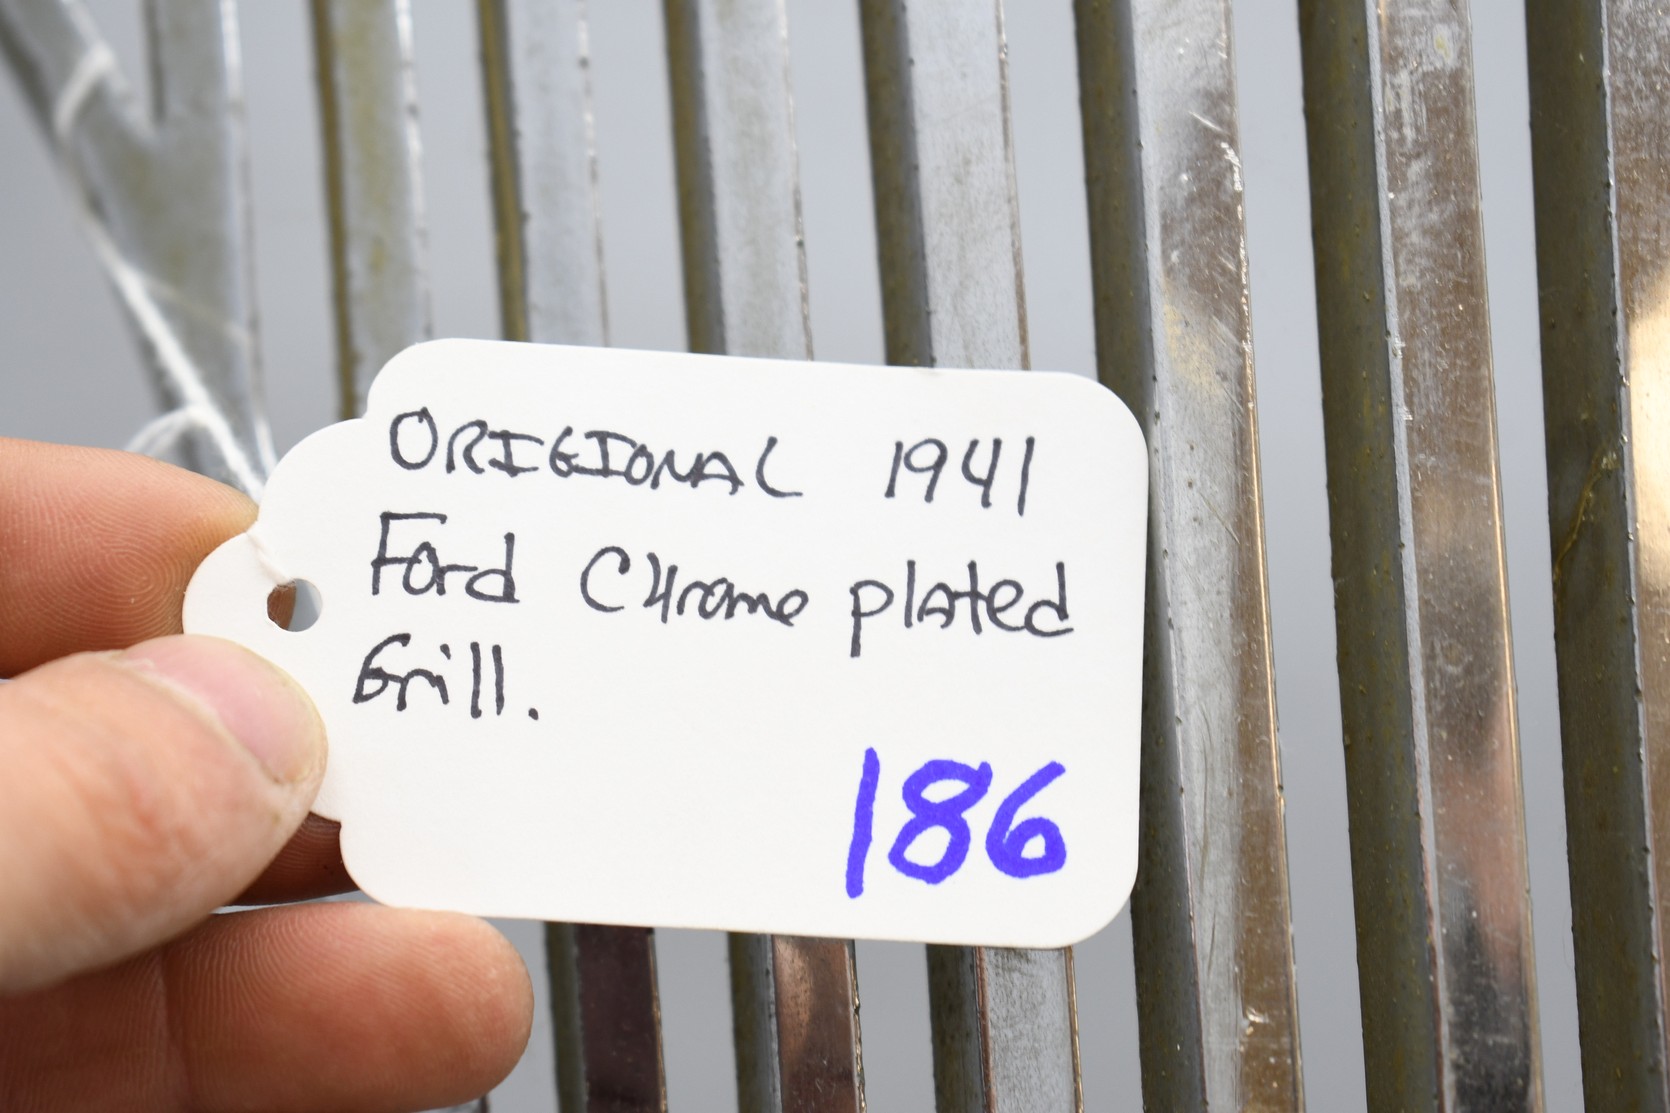 ORIGIONAL 1941
Ford Chrome plated
Grill.
186